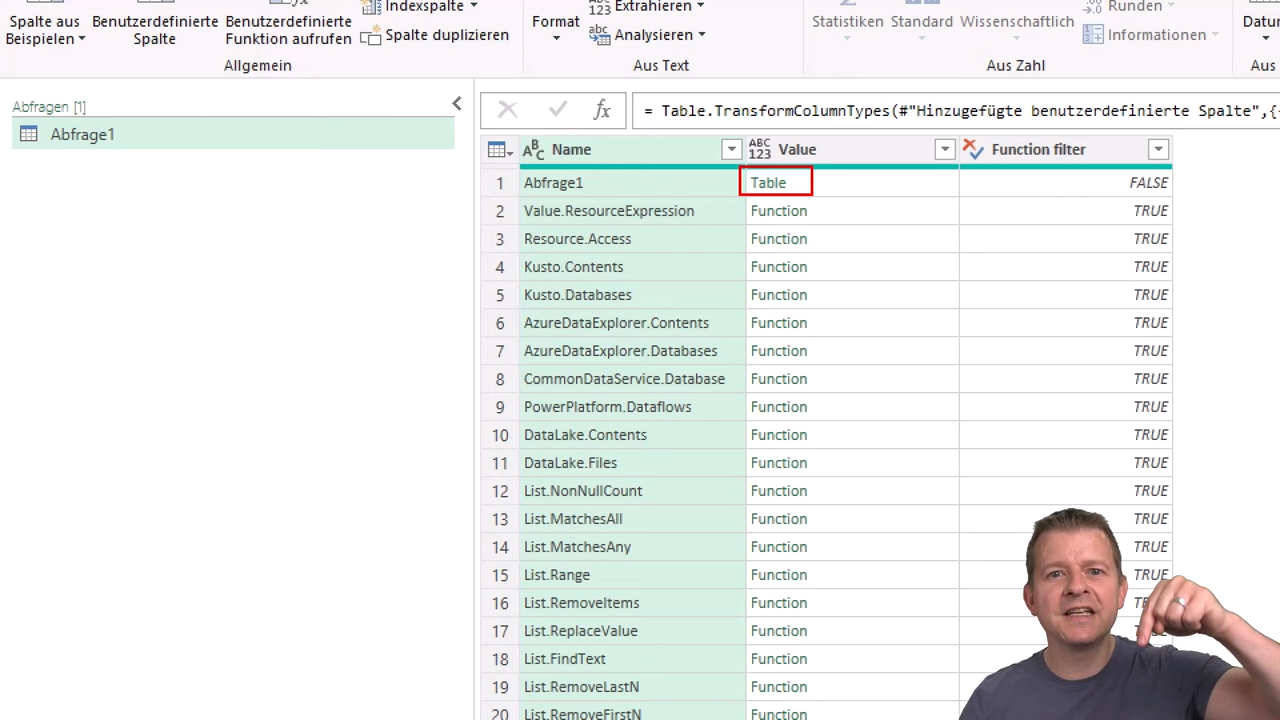 Spalte aus
Beispielen
Benutzerdefinierte
Spalte
Benutzerdefinierte
Funktion aufrufen
Indexspalte
Spalte duplizieren
Allgemein
Format
Extrahieren
Analysieren
Aus Text
Statistiken
Standard
Wissenschaftlich
Runden
Informationen
Aus Zahl
Datu
Aus
Abfragen [1]
Abfrage1
fx
= Table.TransformColumnTypes(#"Hinzugefügte benutzerdefinierte Spalte",{
ABC Name
ABC 123 Value
Function filter
1 Abfrage1 Table FALSE
2 Value.ResourceExpression Function TRUE
3 Resource.Access Function TRUE
4 Kusto.Contents Function TRUE
5 Kusto.Databases Function TRUE
6 AzureDataExplorer.Contents Function TRUE
7 AzureDataExplorer.Databases Function TRUE
8 CommonDataService.Database Function TRUE
9 PowerPlatform.Dataflows Function TRUE
10 DataLake.Contents Function TRUE
11 DataLake.Files Function TRUE
12 List.NonNullCount Function TRUE
13 List.MatchesAll Function TRUE
14 List.MatchesAny Function TRUE
15 List.Range Function TRUE
16 List.RemoveItems Function
17 List.ReplaceValue Function
18 List.FindText Function
19 List.RemoveLastN Function
20 List.RemoveFirstN Function